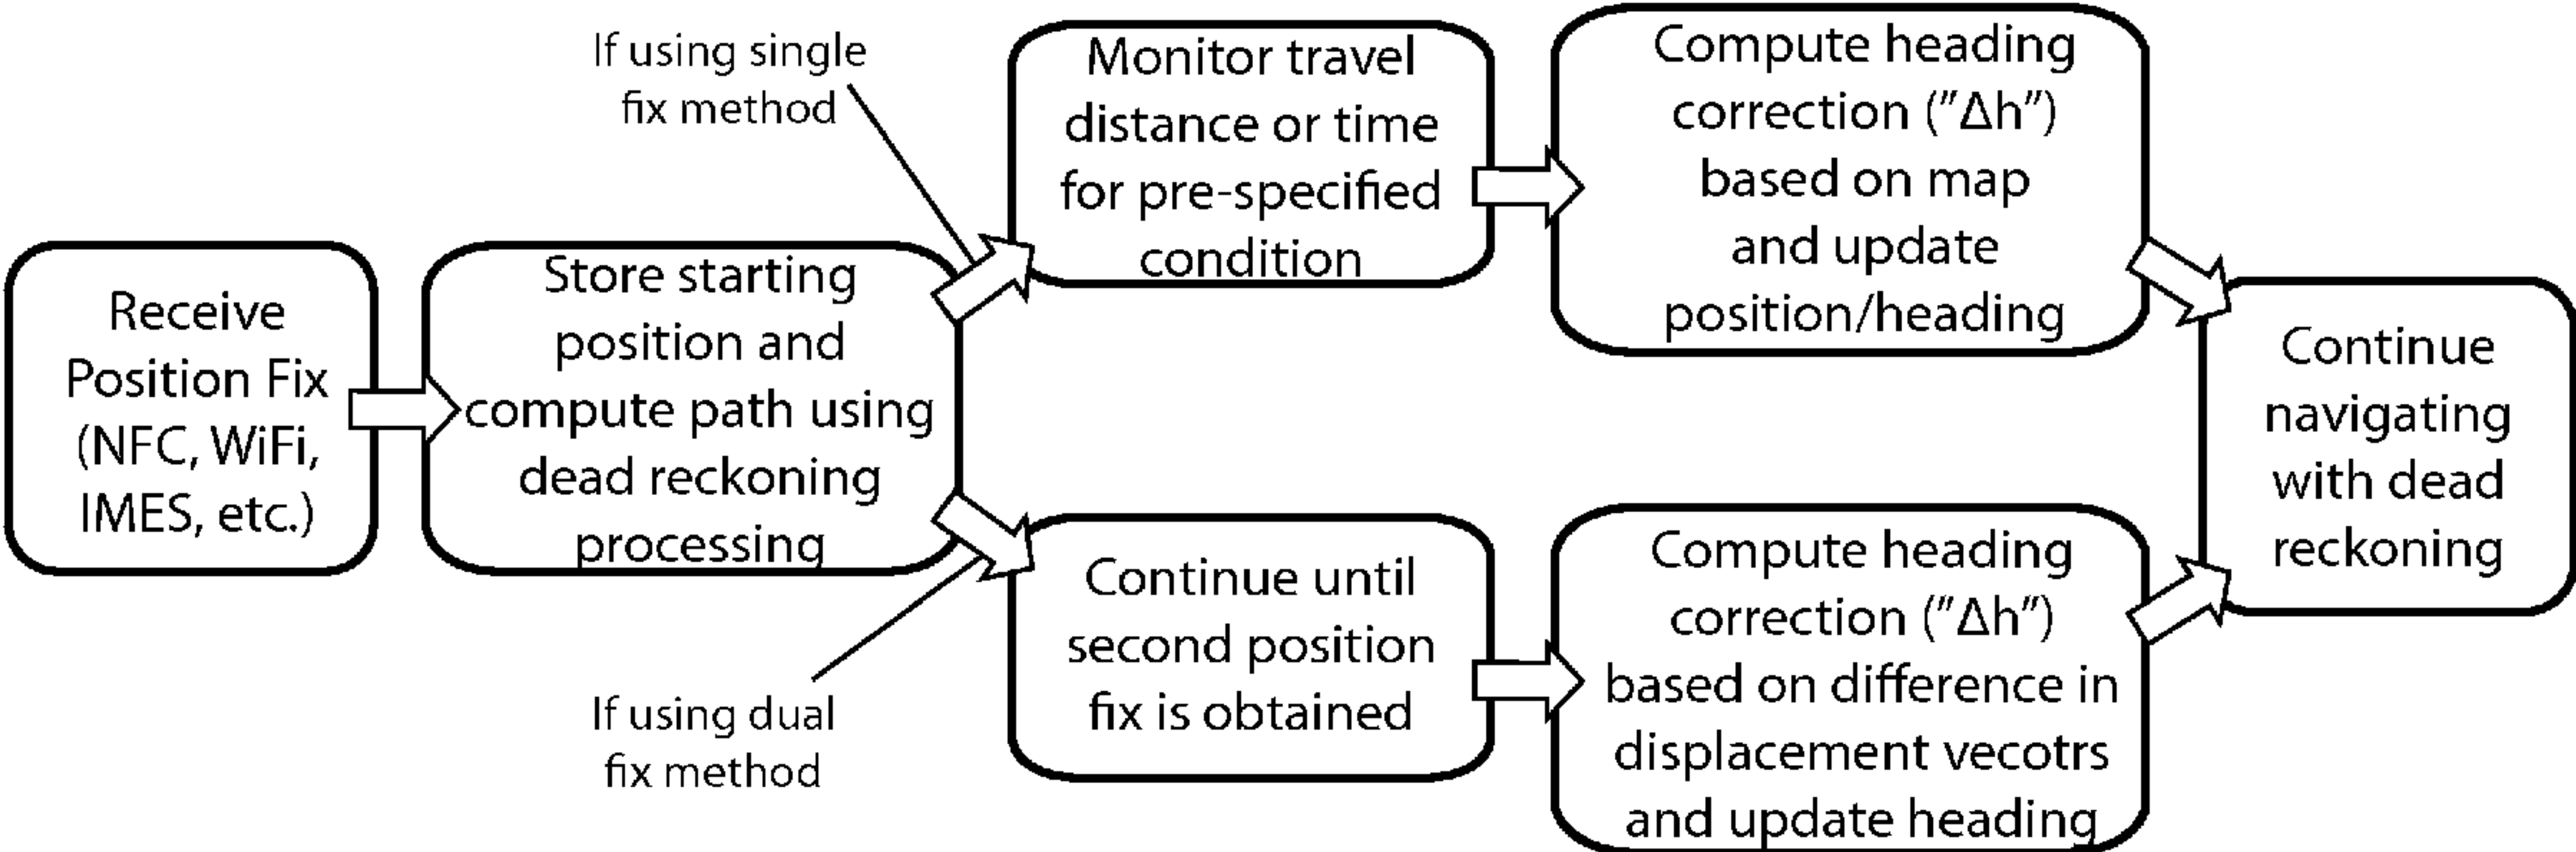 Receive
Position Fix
(NFC, WiFi,
IMES, etc.)
Store starting
position and
compute path using
dead reckoning
processing
If using single
fix method
Monitor travel
distance or time
for pre-specified
condition
Compute heading
correction ("Δh")
based on map
and update
position/heading
If using dual
fix method
Continue until
second position
fix is obtained
Compute heading
correction ("Δh")
based on difference in
displacement vecotrs
and update heading
Continue
navigating
with dead
reckoning